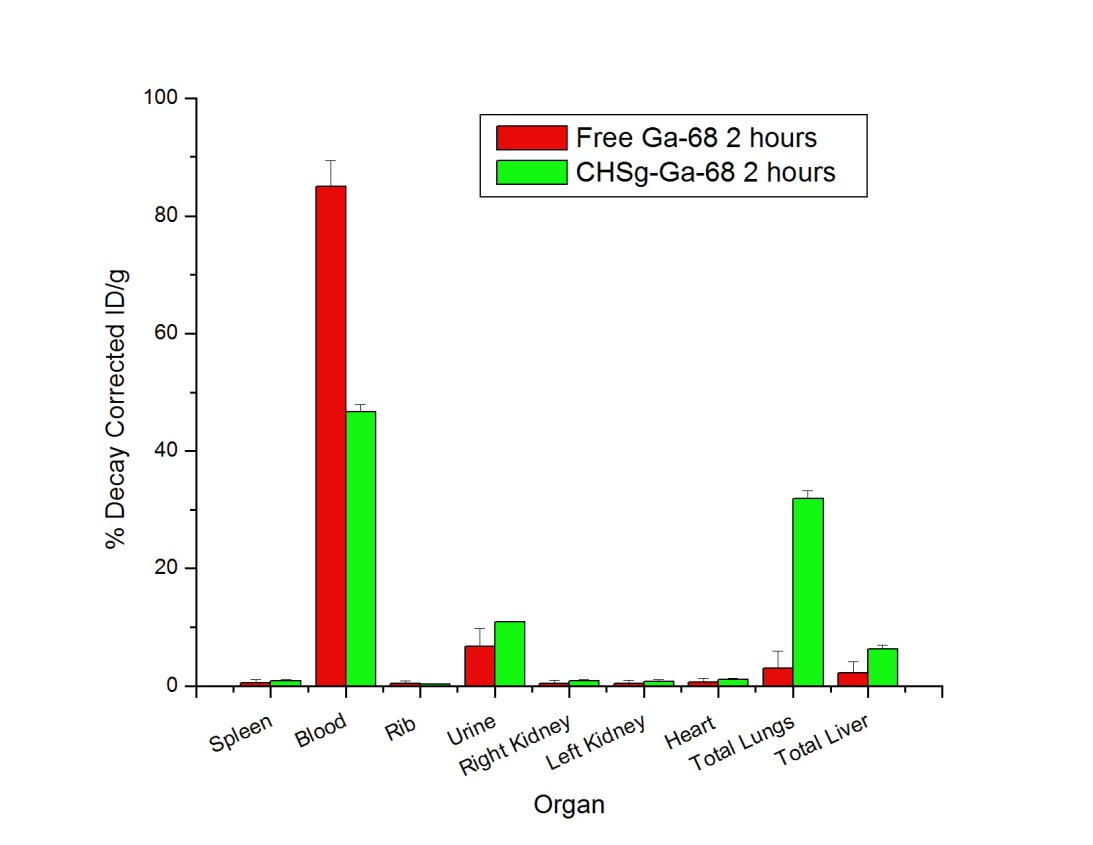 100
80
60
40
20
0
% Decay Corrected ID/g
Free Ga-68 2 hours
CHSg-Ga-68 2 hours
Spleen
Blood
Rib
Urine
Right Kidney
Left Kidney
Heart
Total Lungs
Total Liver
Organ